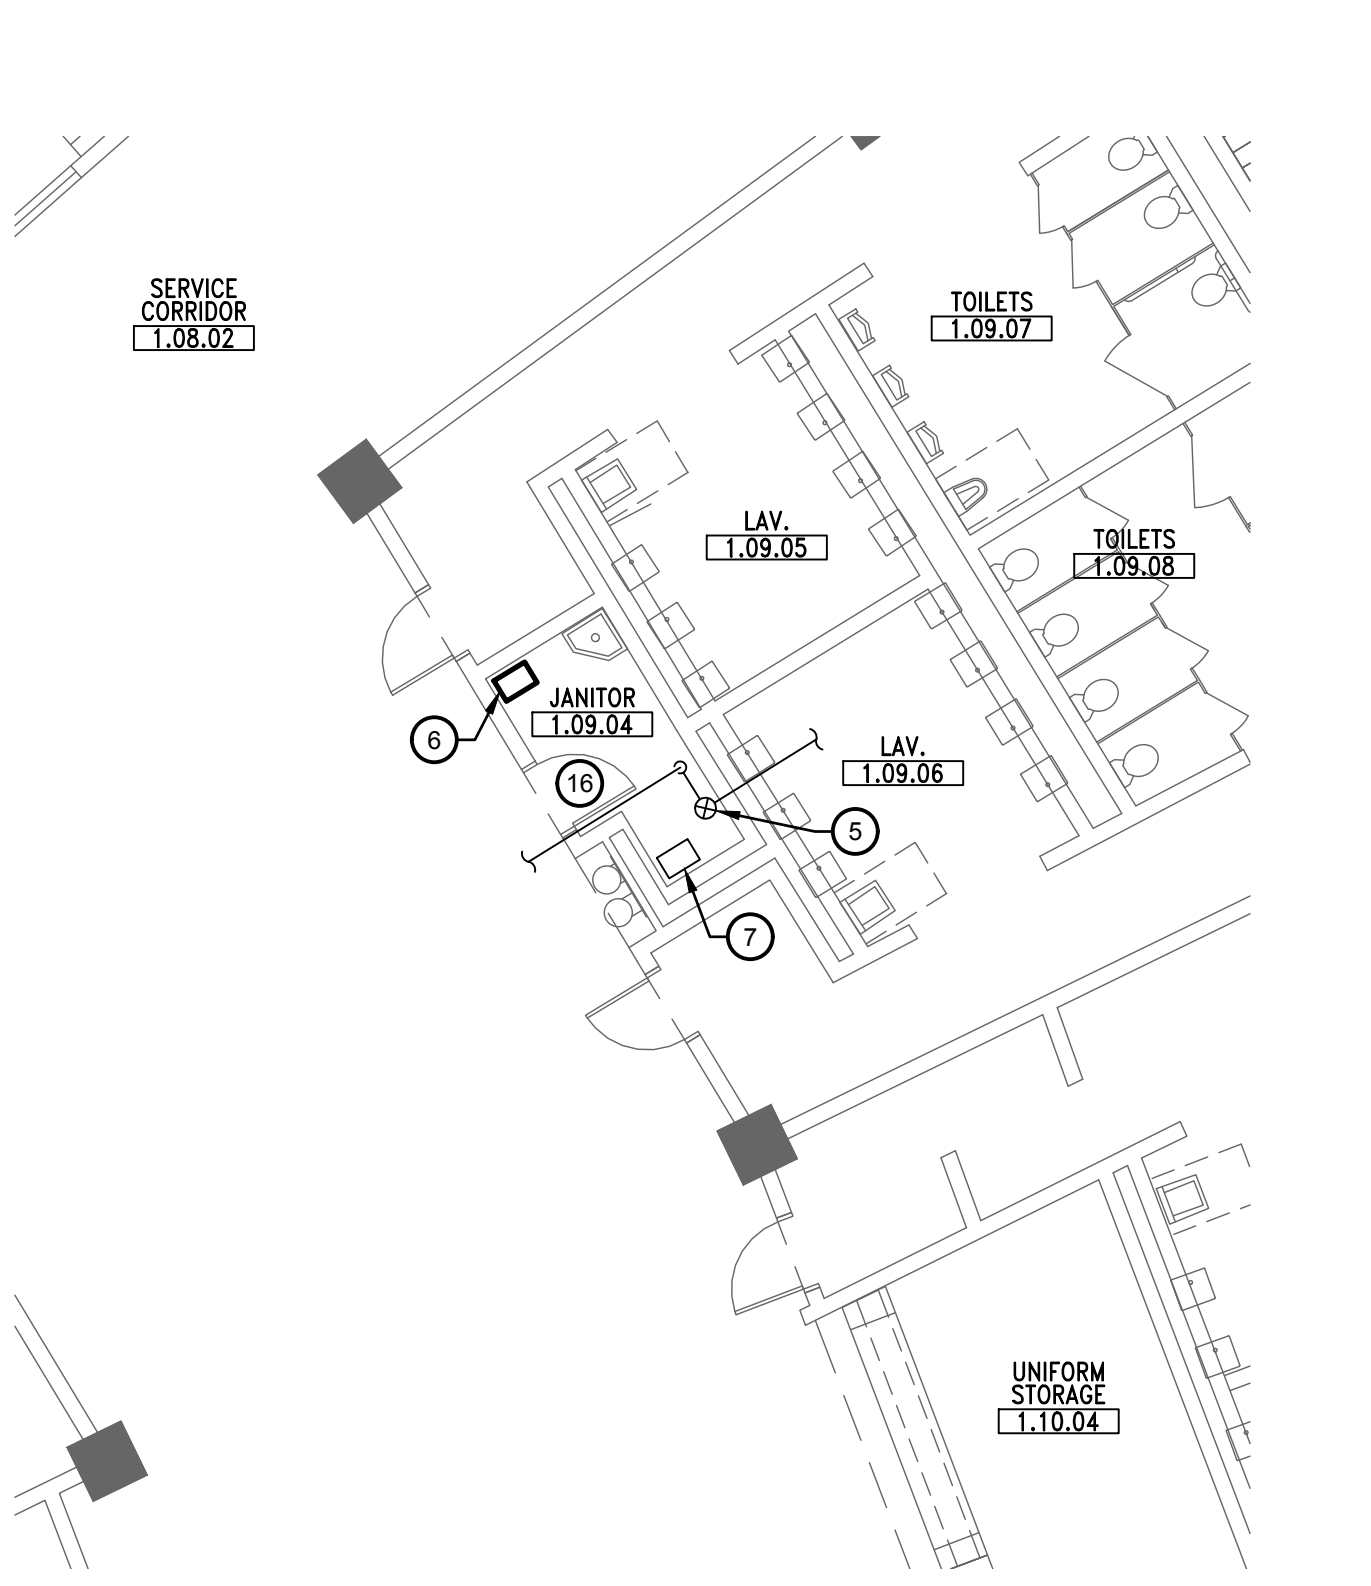 SERVICE
CORRIDOR
1.08.02
TOILETS
1.09.07
LAV.
1.09.05
TOILETS
1.09.08
JANITOR
1.09.04
6
LAV.
1.09.06
16
5
7
UNIFORM
STORAGE
1.10.04